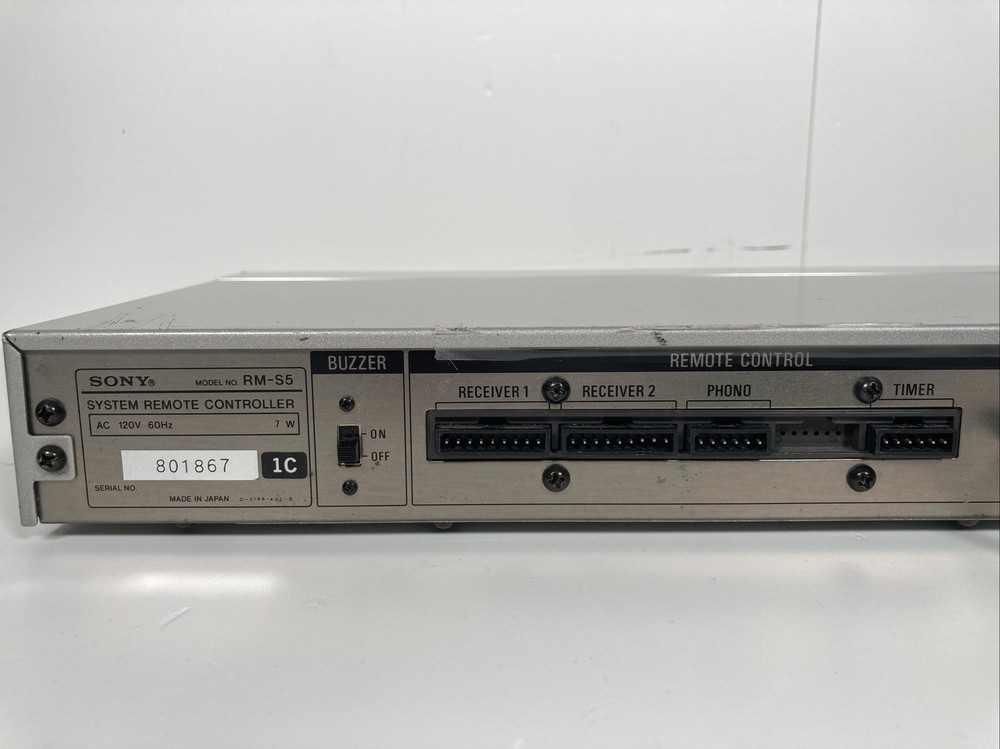 SONY®
MODEL NO. RM-S5
SYSTEM REMOTE CONTROLLER
AC 120V 60Hz 7 W
801867 1C
SERIAL NO.
MADE IN JAPAN
BUZZER
ON
OFF
REMOTE CONTROL
RECEIVER 1 RECEIVER 2 PHONO TIMER